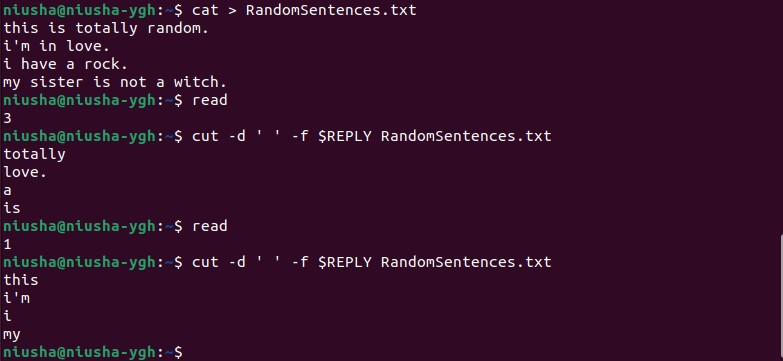 niusha@niusha-ygh:~$ cat > RandomSentences.txt
this is totally random.
i'm in love.
i have a rock.
my sister is not a witch.
niusha@niusha-ygh:~$ read
3
niusha@niusha-ygh:~$ cut -d ' ' -f $REPLY RandomSentences.txt
totally
love.
a
is
niusha@niusha-ygh:~$ read
1
niusha@niusha-ygh:~$ cut -d ' ' -f $REPLY RandomSentences.txt
this
i'm
i
my
niusha@niusha-ygh:~$